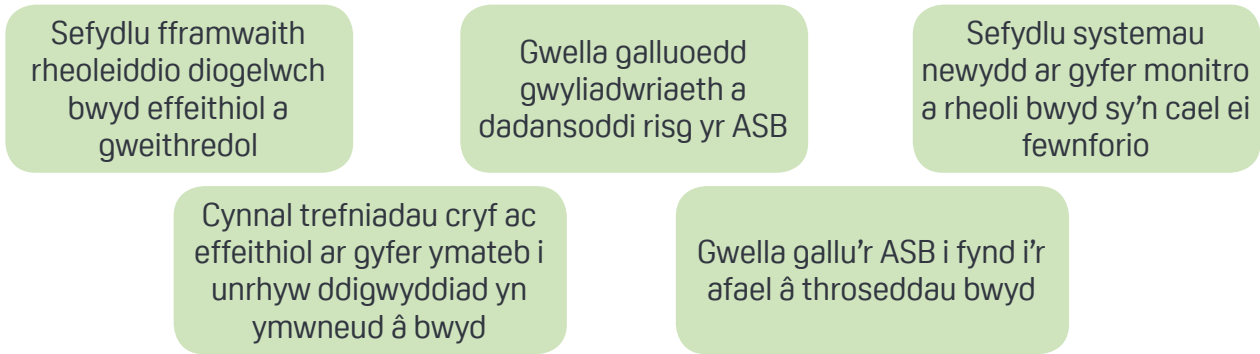 Sefydlu fframwaith
rheoleiddio diogelwch
bwyd effeithiol a
gweithredol
Gwella galluoedd
gwyliadwriaeth a
dadansoddi risg yr ASB
Sefydlu systemau
newydd ar gyfer monitro
a rheoli bwyd sy'n cael ei
fewnforio
Cynnal trefniadau cryf ac
effeithiol ar gyfer ymateb i
unrhyw ddigwyddiad yn
ymwneud â bwyd
Gwella gallu'r ASB i fynd i'r
afael â throseddau bwyd